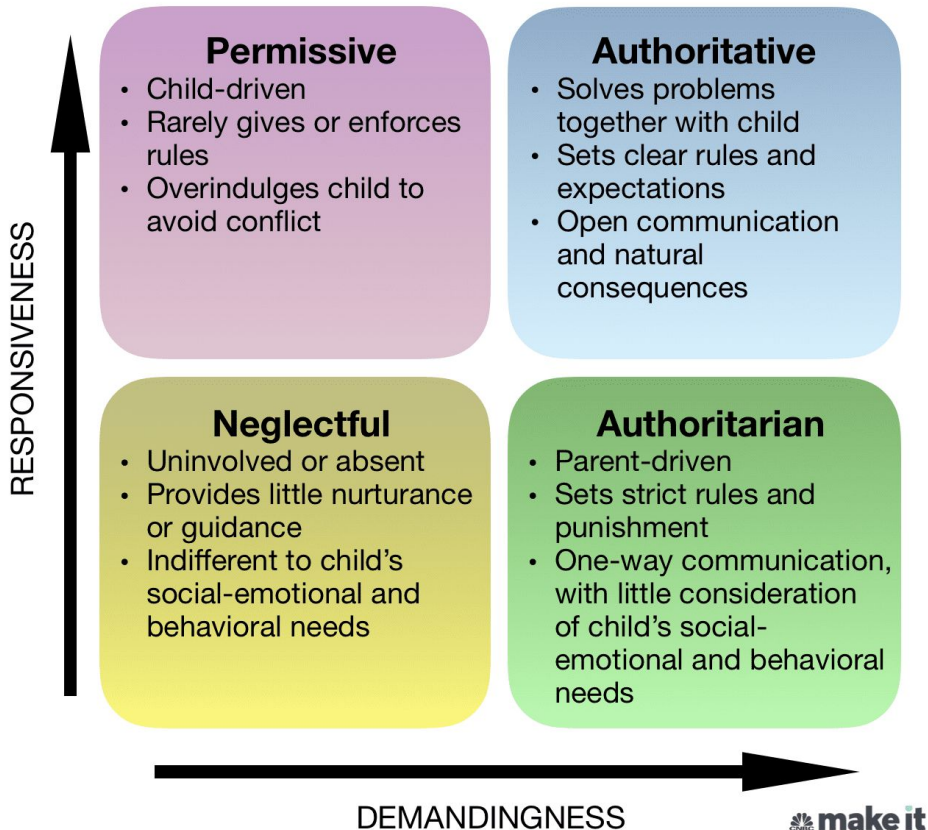 Permissive
• Child-driven
• Rarely gives or enforces
rules
• Overindulges child to
avoid conflict
Authoritative
• Solves problems
together with child
• Sets clear rules and
expectations
• Open communication
and natural
consequences
RESPONSIVENESS
Neglectful
• Uninvolved or absent
• Provides little nurturance
or guidance
• Indifferent to child’s
social-emotional and
behavioral needs
Authoritarian
• Parent-driven
• Sets strict rules and
punishment
• One-way communication,
with little consideration
of child’s social-
emotional and behavioral
needs
DEMANDINGNESS
CNBC make it